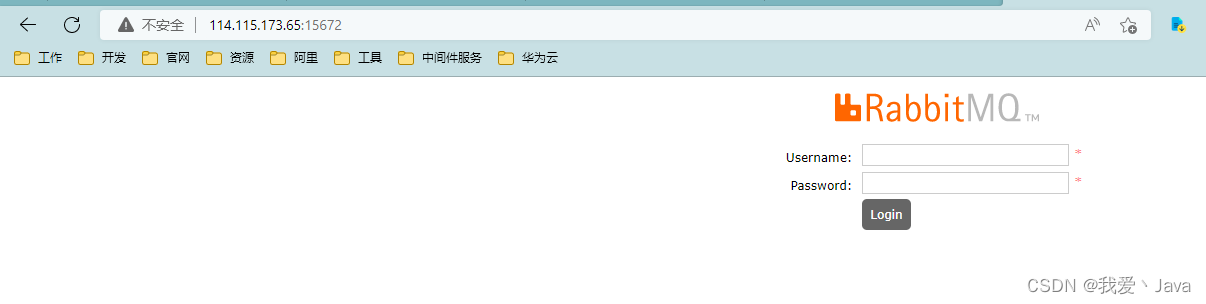 不安全 114.115.173.65:15672
工作 开发 官网 资源 阿里 工具 中间件服务 华为云
RabbitMQ TM
Username: *
Password: *
Login
CSDN @我爱丶Java